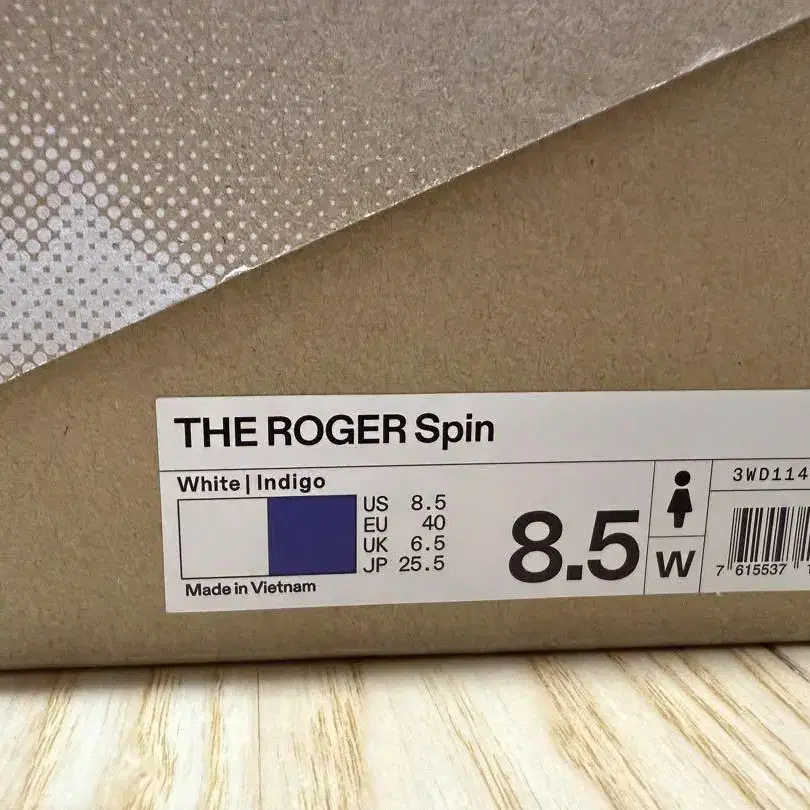 THE ROGER Spin
White | Indigo
US 8.5
EU 40
UK 6.5
JP 25.5
Made in Vietnam
8.5
W
3WD114
7 615537